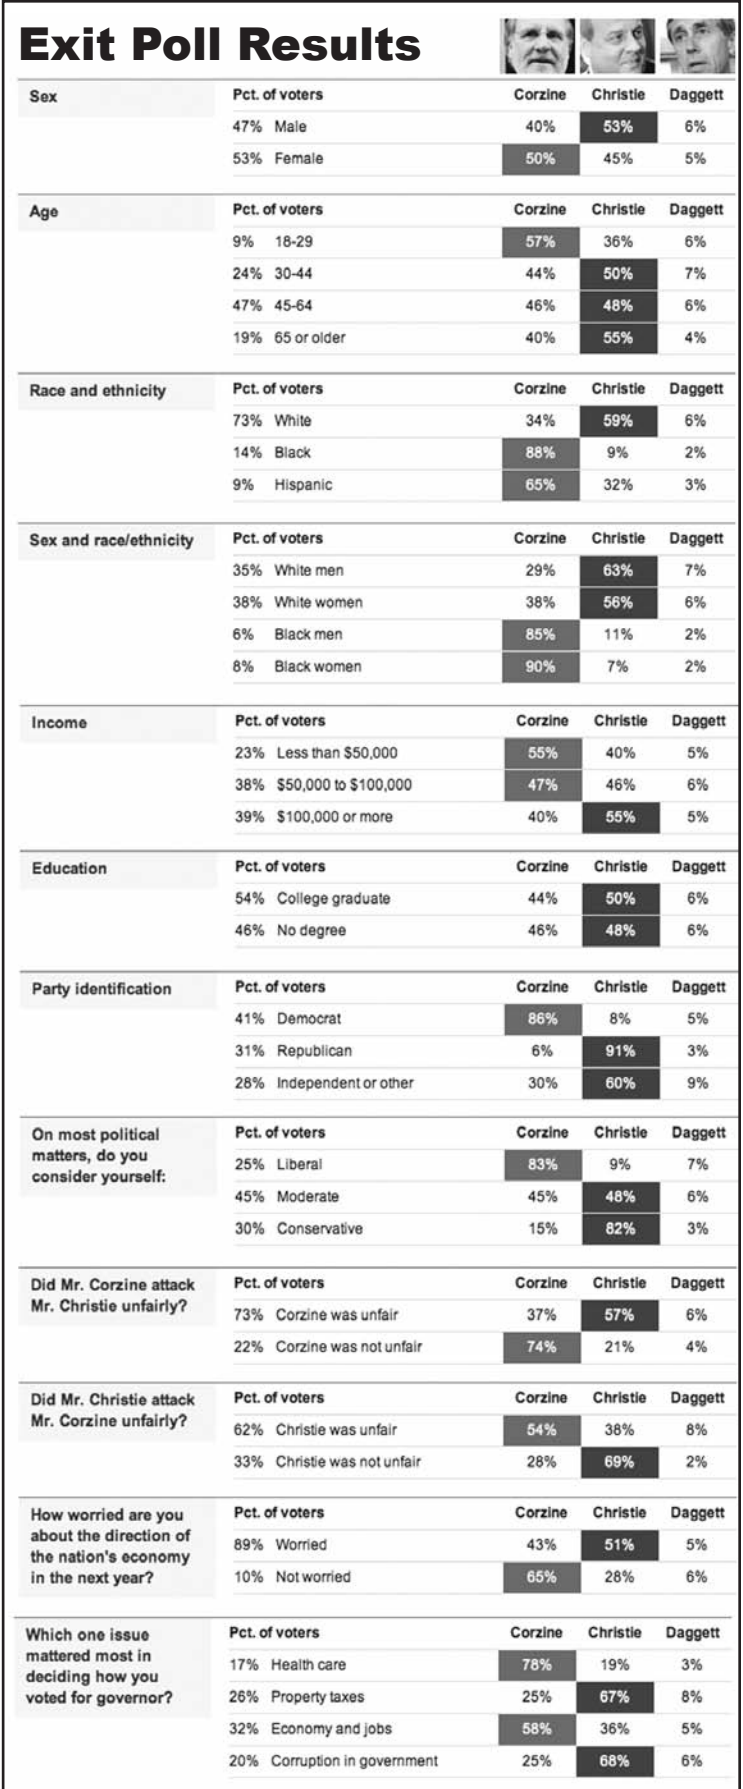 Exit Poll Results
Sex Pct. of voters Corzine Christie Daggett
47% Male 40% 53% 6%
53% Female 50% 45% 5%
Age Pct. of voters Corzine Christie Daggett
9% 18-29 57% 36% 6%
24% 30-44 44% 50% 7%
47% 45-64 46% 48% 6%
19% 65 or older 40% 55% 4%
Race and ethnicity Pct. of voters Corzine Christie Daggett
73% White 34% 59% 6%
14% Black 88% 9% 2%
9% Hispanic 65% 32% 3%
Sex and race/ethnicity Pct. of voters Corzine Christie Daggett
35% White men 29% 63% 7%
38% White women 38% 56% 6%
6% Black men 85% 11% 2%
8% Black women 90% 7% 2%
Income Pct. of voters Corzine Christie Daggett
23% Less than $50,000 55% 40% 5%
38% $50,000 to $100,000 47% 46% 6%
39% $100,000 or more 40% 55% 5%
Education Pct. of voters Corzine Christie Daggett
54% College graduate 44% 50% 6%
46% No degree 46% 48% 6%
Party identification Pct. of voters Corzine Christie Daggett
41% Democrat 86% 8% 5%
31% Republican 6% 91% 3%
28% Independent or other 30% 60% 9%
On most political Pct. of voters Corzine Christie Daggett
matters, do you
consider yourself:
25% Liberal 83% 9% 7%
45% Moderate 45% 48% 6%
30% Conservative 15% 82% 3%
Did Mr. Corzine attack Pct. of voters Corzine Christie Daggett
Mr. Christie unfairly?
73% Corzine was unfair 37% 57% 6%
22% Corzine was not unfair 74% 21% 4%
Did Mr. Christie attack Pct. of voters Corzine Christie Daggett
Mr. Corzine unfairly?
62% Christie was unfair 54% 38% 8%
33% Christie was not unfair 28% 69% 2%
How worried are you Pct. of voters Corzine Christie Daggett
about the direction of
the nation's economy
in the next year?
89% Worried 43% 51% 5%
10% Not worried 65% 28% 6%
Which one issue Pct. of voters Corzine Christie Daggett
mattered most in
deciding how you
voted for governor?
17% Health care 78% 19% 3%
26% Property taxes 25% 67% 8%
32% Economy and jobs 58% 36% 5%
20% Corruption in government 25% 68% 6%